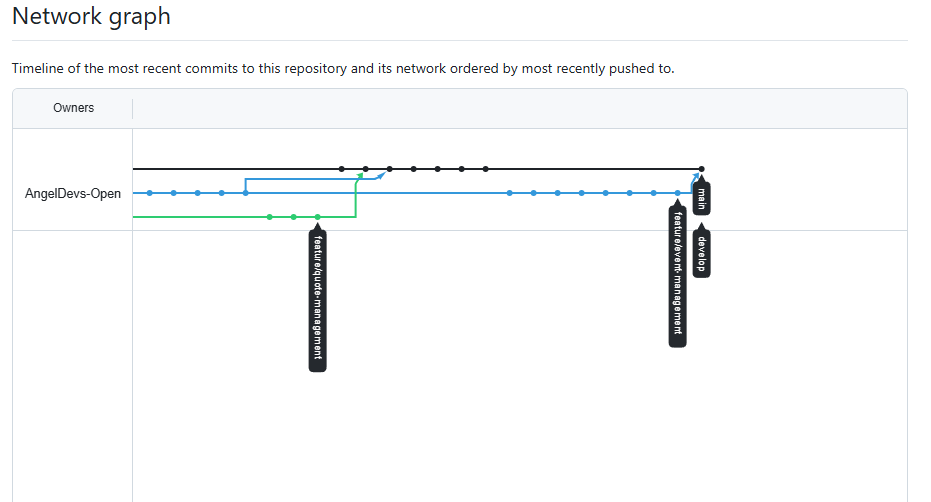 Network graph
Timeline of the most recent commits to this repository and its network ordered by most recently pushed to.
Owners
AngelDevs-Open
main
develop
feature/quote-management
feature/event-management